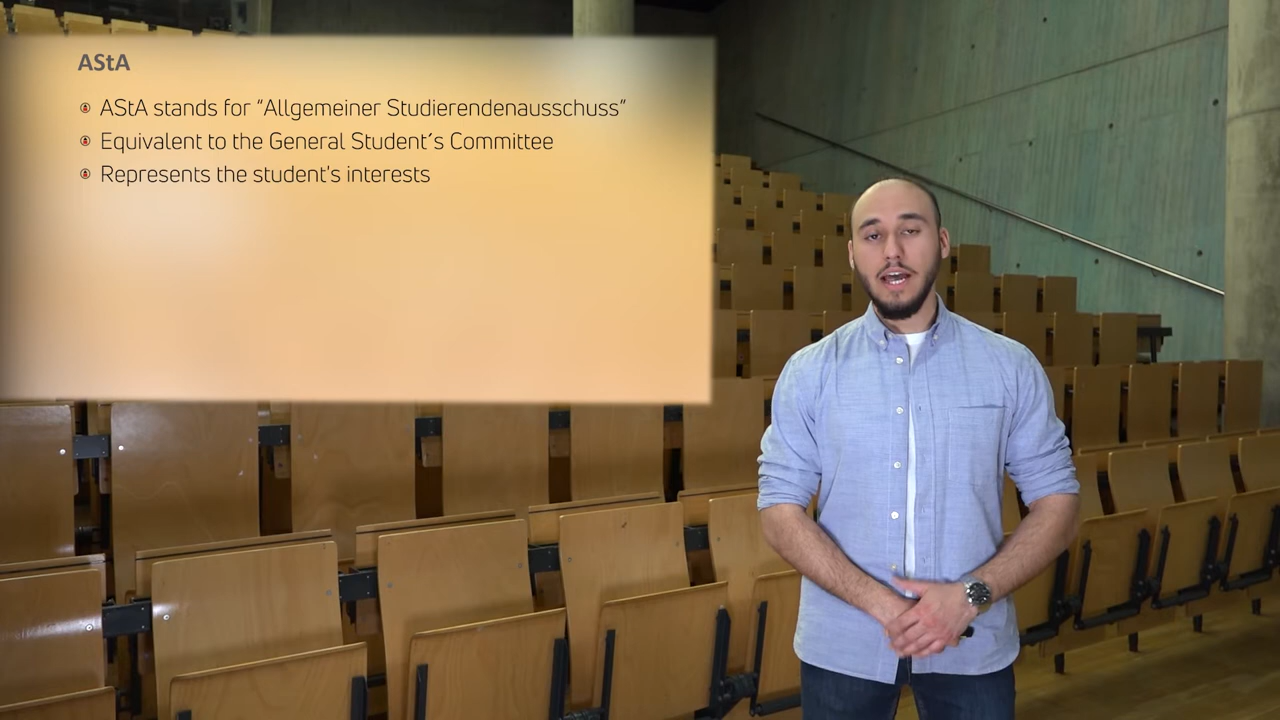 AStA
AStA stands for “Allgemeiner Studierendenausschuss”
Equivalent to the General Student´s Committee
Represents the student's interests